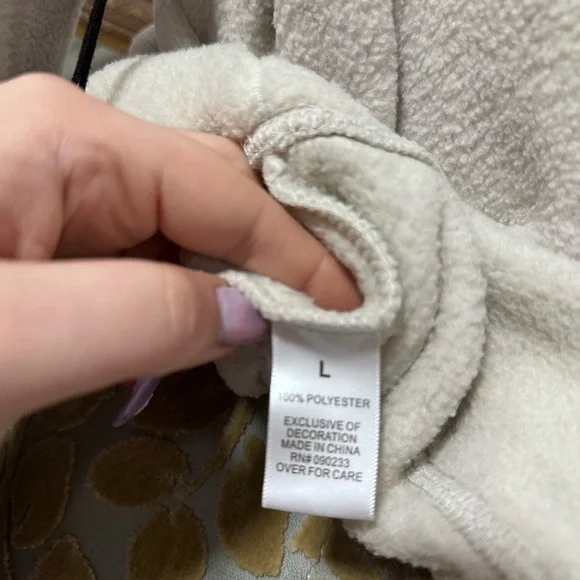 L
100% POLYESTER
EXCLUSIVE OF
DECORATION
MADE IN CHINA
RN# 090233
OVER FOR CARE